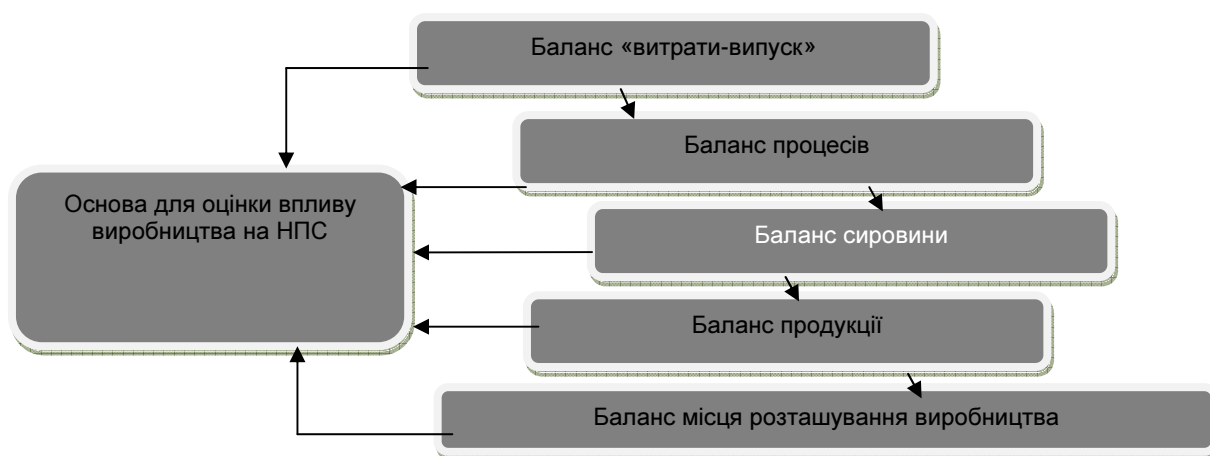 Баланс «витрати-випуск»
Баланс процесів
Основа для оцінки впливу
виробництва на НПС
Баланс сировини
Баланс продукції
Баланс місця розташування виробництва